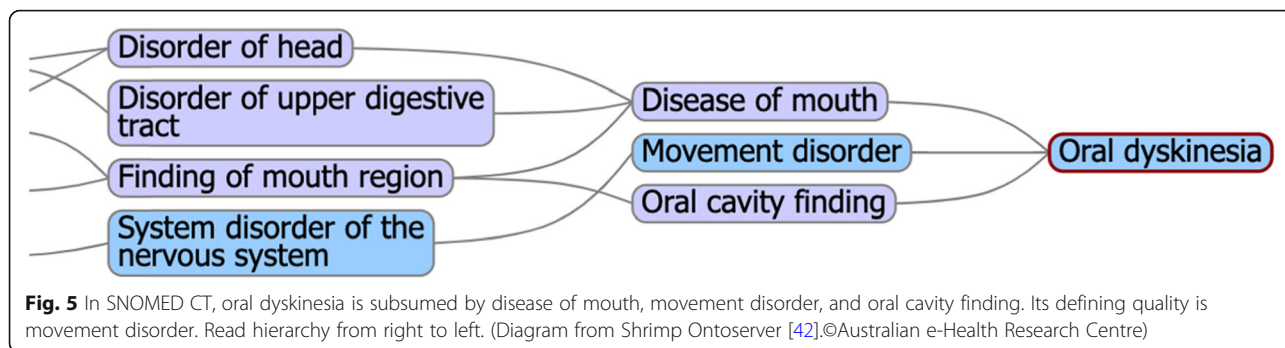 Disorder of head
Disorder of upper digestive
tract
Finding of mouth region
System disorder of the
nervous system
Disease of mouth
Movement disorder
Oral cavity finding
Oral dyskinesia
Fig. 5 In SNOMED CT, oral dyskinesia is subsumed by disease of mouth, movement disorder, and oral cavity finding. Its defining quality is
movement disorder. Read hierarchy from right to left. (Diagram from Shrimp Ontoserver [42].©Australian e-Health Research Centre)